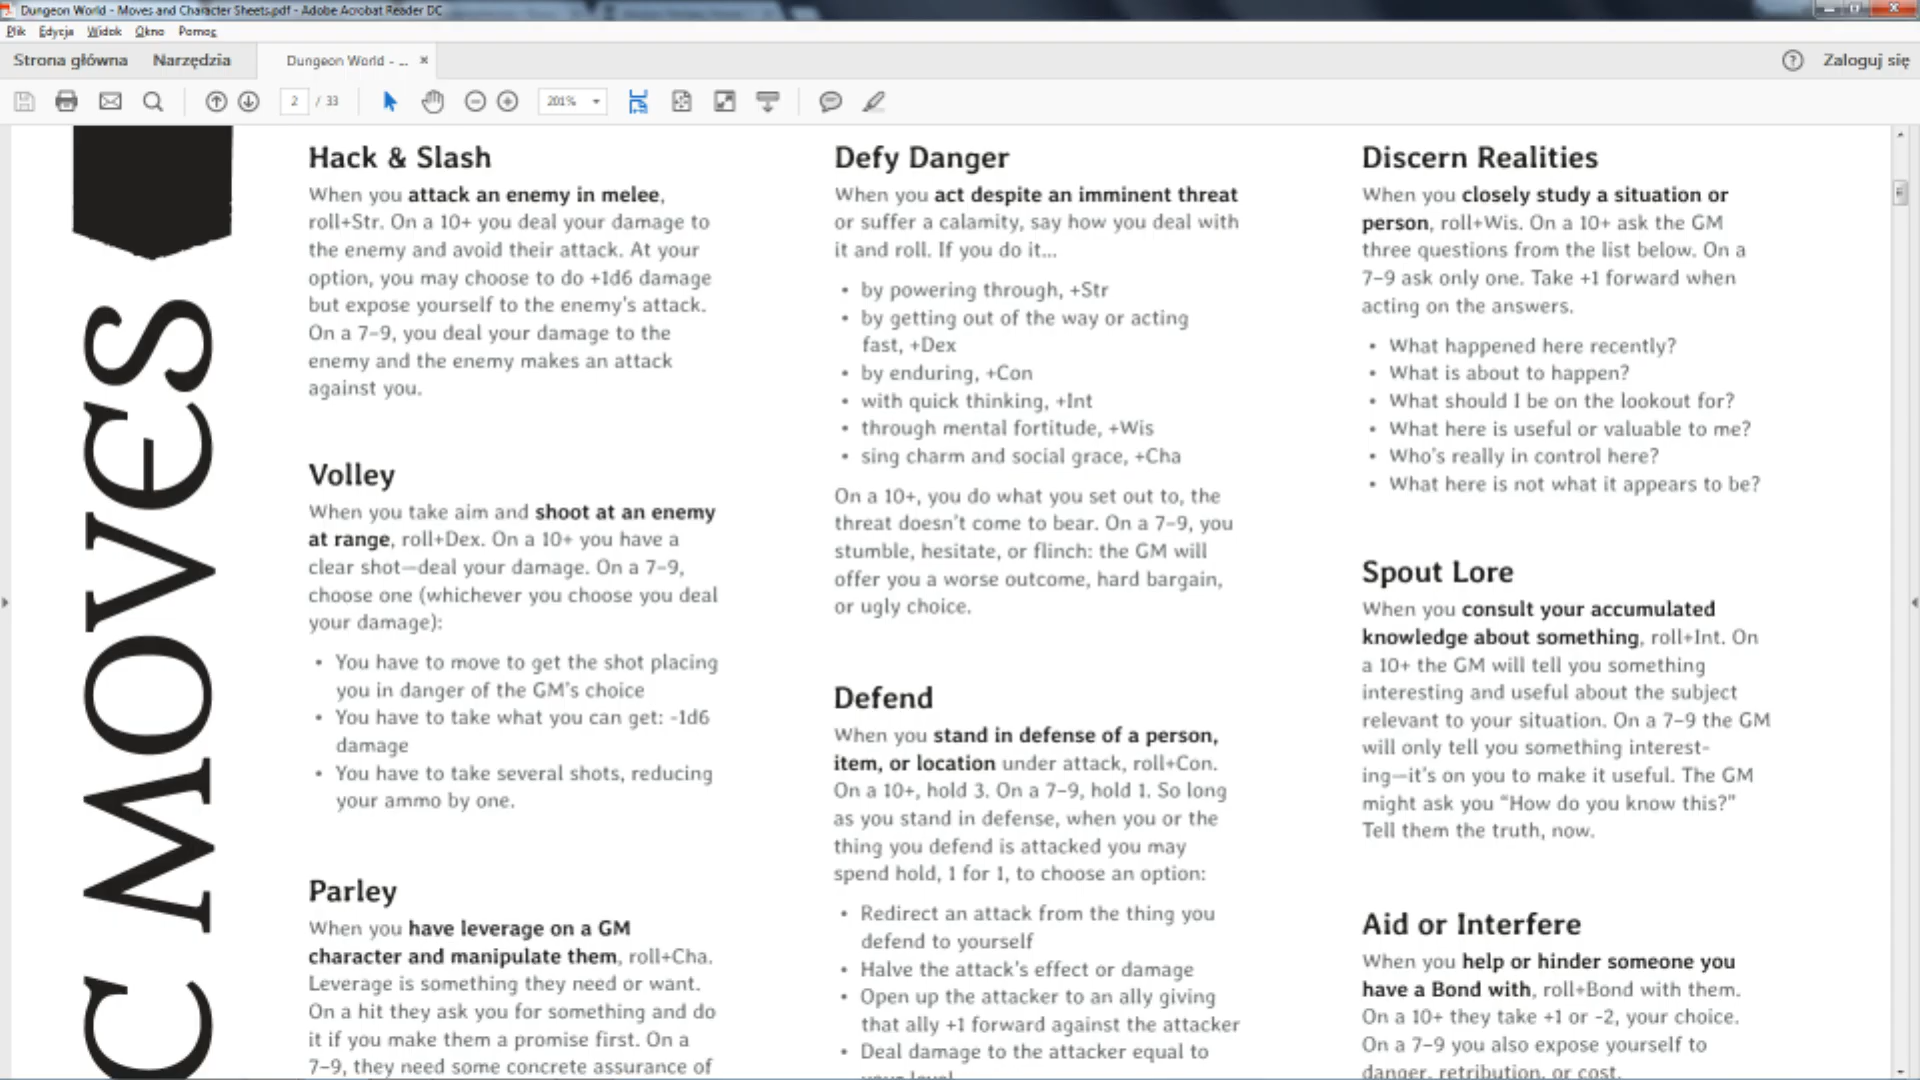 Dungeon World - Moves and Character Sheets.pdf - Adobe Acrobat Reader DC
Plik Edycja Widok Okno Pomoc
Strona główna Narzędzia Dungeon World - ... × Zaloguj się
2 / 33 201%
C MOVES
Hack & Slash
When you attack an enemy in melee,
roll+Str. On a 10+ you deal your damage to
the enemy and avoid their attack. At your
option, you may choose to do +1d6 damage
but expose yourself to the enemy's attack.
On a 7–9, you deal your damage to the
enemy and the enemy makes an attack
against you.
Volley
When you take aim and shoot at an enemy
at range, roll+Dex. On a 10+ you have a
clear shot—deal your damage. On a 7–9,
choose one (whichever you choose you deal
your damage):
• You have to move to get the shot placing
you in danger of the GM's choice
• You have to take what you can get: -1d6
damage
• You have to take several shots, reducing
your ammo by one.
Parley
When you have leverage on a GM
character and manipulate them, roll+Cha.
Leverage is something they need or want.
On a hit they ask you for something and do
it if you make them a promise first. On a
7–9, they need some concrete assurance of
Defy Danger
When you act despite an imminent threat
or suffer a calamity, say how you deal with
it and roll. If you do it...
• by powering through, +Str
• by getting out of the way or acting
fast, +Dex
• by enduring, +Con
• with quick thinking, +Int
• through mental fortitude, +Wis
• sing charm and social grace, +Cha
On a 10+, you do what you set out to, the
threat doesn't come to bear. On a 7–9, you
stumble, hesitate, or flinch: the GM will
offer you a worse outcome, hard bargain,
or ugly choice.
Defend
When you stand in defense of a person,
item, or location under attack, roll+Con.
On a 10+, hold 3. On a 7–9, hold 1. So long
as you stand in defense, when you or the
thing you defend is attacked you may
spend hold, 1 for 1, to choose an option:
• Redirect an attack from the thing you
defend to yourself
• Halve the attack's effect or damage
• Open up the attacker to an ally giving
that ally +1 forward against the attacker
• Deal damage to the attacker equal to
your level
Discern Realities
When you closely study a situation or
person, roll+Wis. On a 10+ ask the GM
three questions from the list below. On a
7–9 ask only one. Take +1 forward when
acting on the answers.
• What happened here recently?
• What is about to happen?
• What should I be on the lookout for?
• What here is useful or valuable to me?
• Who's really in control here?
• What here is not what it appears to be?
Spout Lore
When you consult your accumulated
knowledge about something, roll+Int. On
a 10+ the GM will tell you something
interesting and useful about the subject
relevant to your situation. On a 7–9 the GM
will only tell you something interest-
ing—it's on you to make it useful. The GM
might ask you “How do you know this?”
Tell them the truth, now.
Aid or Interfere
When you help or hinder someone you
have a Bond with, roll+Bond with them.
On a 10+ they take +1 or -2, your choice.
On a 7–9 you also expose yourself to
danger, retribution, or cost.